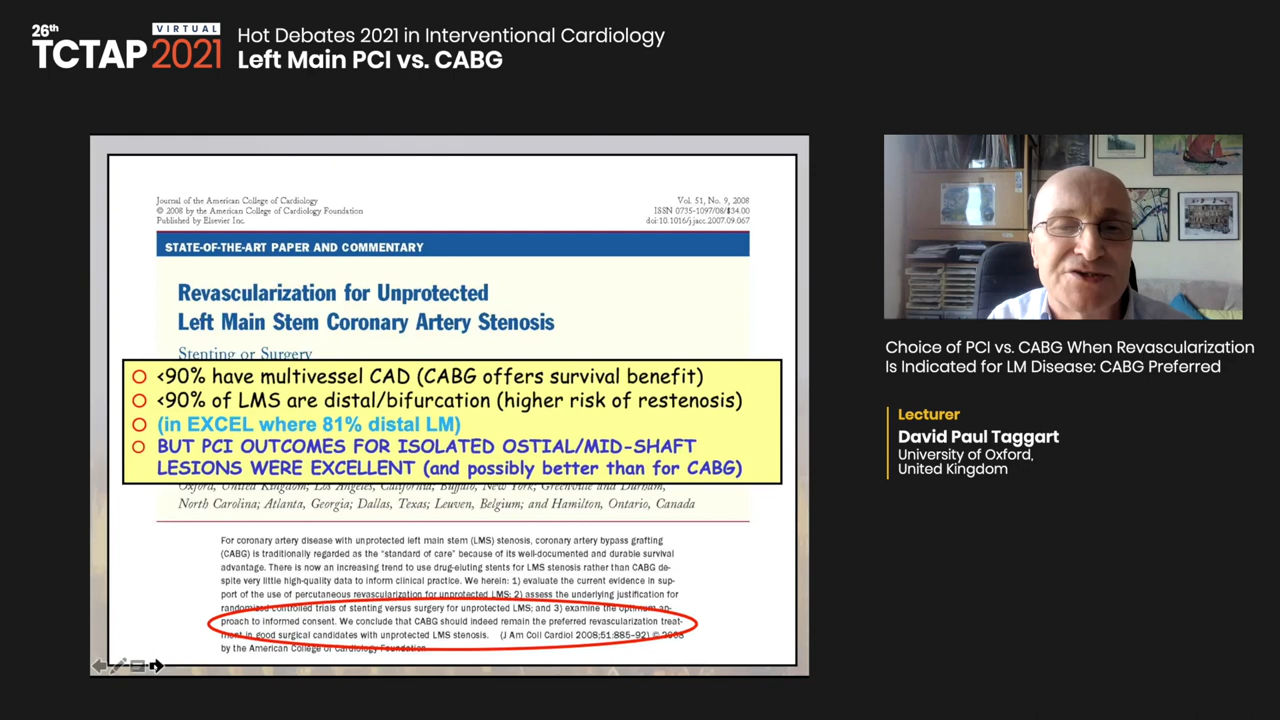 26th
VIRTUAL
TCTAP 2021
Hot Debates 2021 in Interventional Cardiology
Left Main PCI vs. CABG
Journal of the American College of Cardiology
© 2008 by the American College of Cardiology Foundation
Published by Elsevier Inc.
Vol. 51, No. 9, 2008
ISSN 0735-1097/08/$34.00
doi:10.1016/j.jacc.2007.09.067
STATE-OF-THE-ART PAPER AND COMMENTARY
Revascularization for Unprotected
Left Main Stem Coronary Artery Stenosis
Stenting or Surgery
<90% have multivessel CAD (CABG offers survival benefit)
<90% of LMS are distal/bifurcation (higher risk of restenosis)
(in EXCEL where 81% distal LM)
BUT PCI OUTCOMES FOR ISOLATED OSTIAL/MID-SHAFT
LESIONS WERE EXCELLENT (and possibly better than for CABG)
Oxford, United Kingdom; Los Angeles, California; Buffalo, New York; Greenville and Durham,
North Carolina; Atlanta, Georgia; Dallas, Texas; Leuven, Belgium; and Hamilton, Ontario, Canada
For coronary artery disease with unprotected left main stem (LMS) stenosis, coronary artery bypass grafting
(CABG) is traditionally regarded as the "standard of care" because of its well-documented and durable survival
advantage. There is now an increasing trend to use drug-eluting stents for LMS stenosis rather than CABG de-
spite very little high-quality data to inform clinical practice. We herein: 1) evaluate the current evidence in sup-
port of the use of percutaneous revascularization for unprotected LMS; 2) assess the underlying justification for
randomized controlled trials of stenting versus surgery for unprotected LMS; and 3) examine the optimum ap-
proach to informed consent. We conclude that CABG should indeed remain the preferred revascularization treat-
ment in good surgical candidates with unprotected LMS stenosis. (J Am Coll Cardiol 2008;51:885–92) © 2008
by the American College of Cardiology Foundation
Choice of PCI vs. CABG When Revascularization
Is Indicated for LM Disease: CABG Preferred
Lecturer
David Paul Taggart
University of Oxford,
United Kingdom